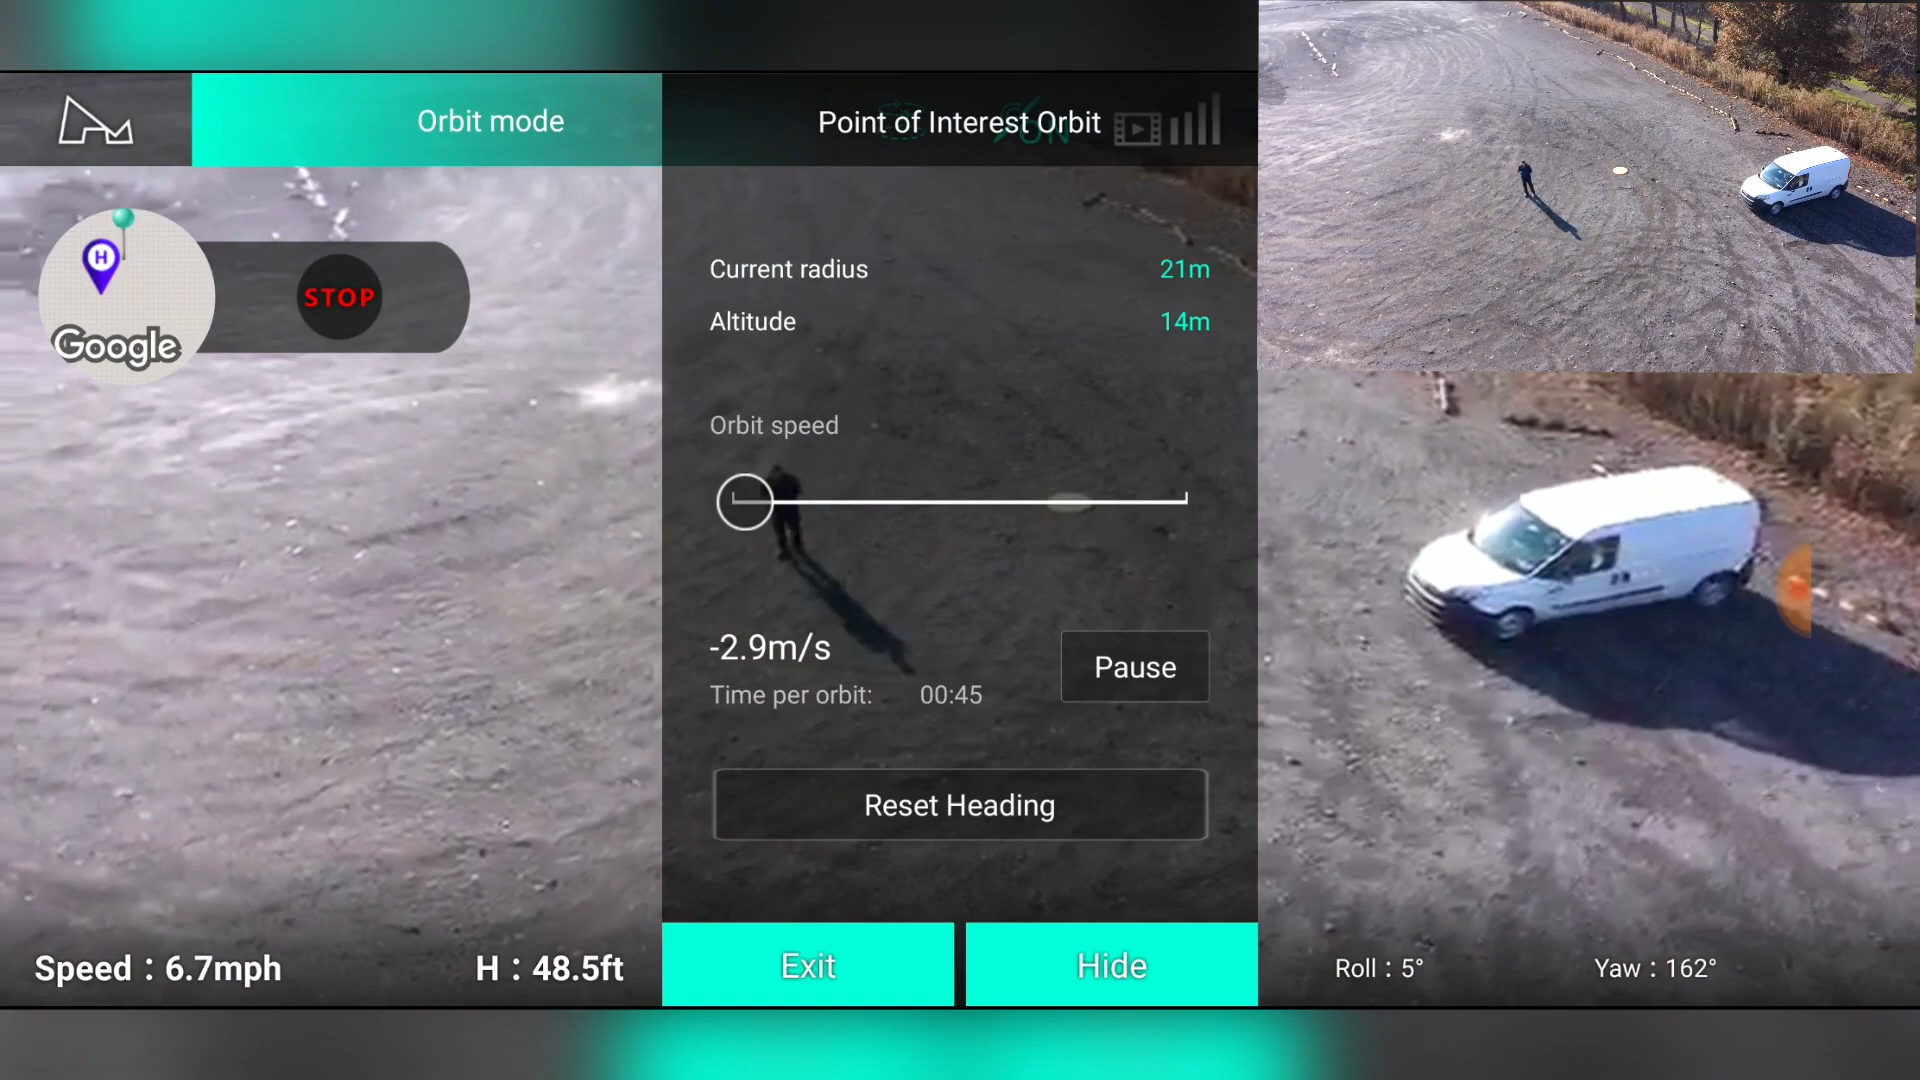 Orbit mode
Point of Interest Orbit
ON
H
STOP
Google
Current radius 21m
Altitude 14m
Orbit speed
-2.9m/s
Pause
Time per orbit: 00:45
Reset Heading
Speed : 6.7mph
H : 48.5ft
Exit
Hide
Roll : 5°
Yaw : 162°